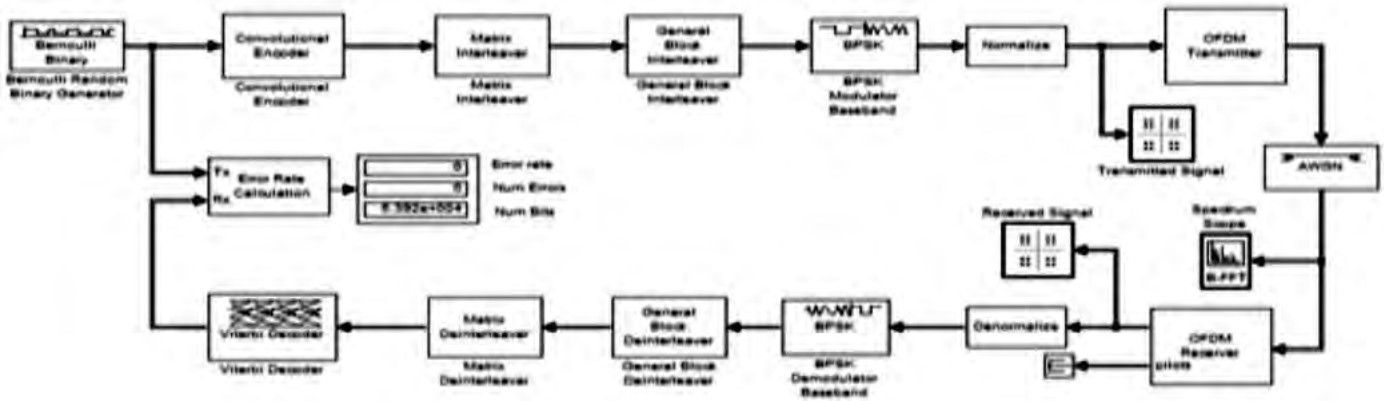 Bernoulli
Binary
Bernoulli Random
Binary Generator
Convolutional
Encoder
Convolutional
Encoder
Matrix
Interleaver
Matrix
Interleaver
General
Block
Interleaver
General Block
Interleaver
BPSK
BPSK
Modulator
Baseband
Normalize
OFDM
Transmitter
Transmitted Signal
AWGN
Tx
Rx
Error Rate
Calculation
0
0
Error rate
Num Errors
Num Bits
Received Signal
Spectrum
Scope
B-FFT
Viterbi Decoder
Viterbi Decoder
Matrix
Deinterleaver
Matrix
Deinterleaver
General
Block
Deinterleaver
General Block
Deinterleaver
BPSK
BPSK
Demodulator
Baseband
Denormalize
OFDM
Receiver
pilots